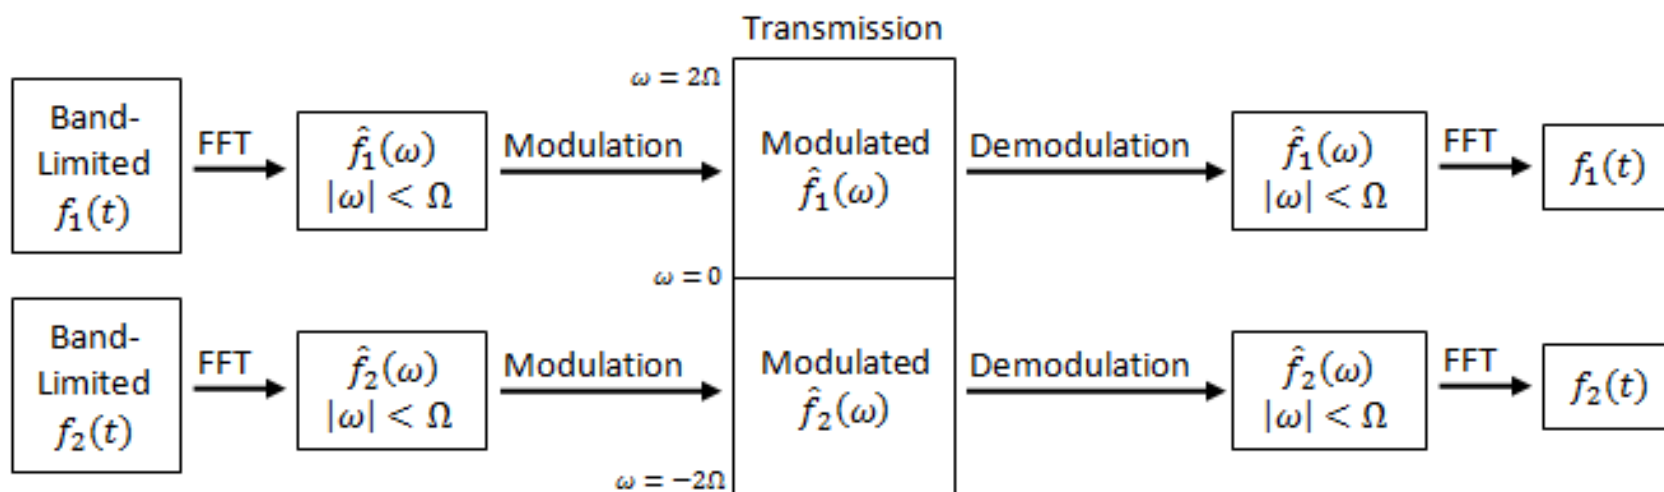 Transmission
ω = 2Ω
Band-
Limited
f₁(t)
FFT
f̂₁(ω)
|ω| < Ω
Modulation
Modulated
f̂₁(ω)
Demodulation
f̂₁(ω)
|ω| < Ω
FFT
f₁(t)
ω = 0
Band-
Limited
f₂(t)
FFT
f̂₂(ω)
|ω| < Ω
Modulation
Modulated
f̂₂(ω)
Demodulation
f̂₂(ω)
|ω| < Ω
FFT
f₂(t)
ω = −2Ω